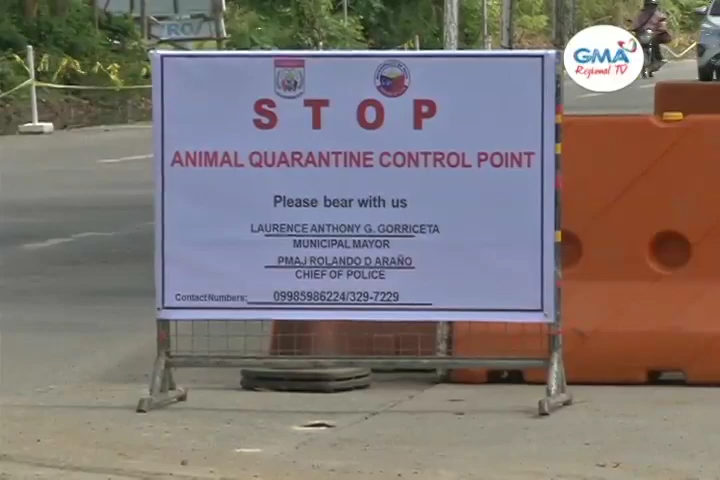 GMA
Regional TV
STOP
ANIMAL QUARANTINE CONTROL POINT
Please bear with us
LAURENCE ANTHONY G. GORRICETA
MUNICIPAL MAYOR
PMAJ ROLANDO D ARAÑO
CHIEF OF POLICE
Contact Numbers: 09985986224/329-7229